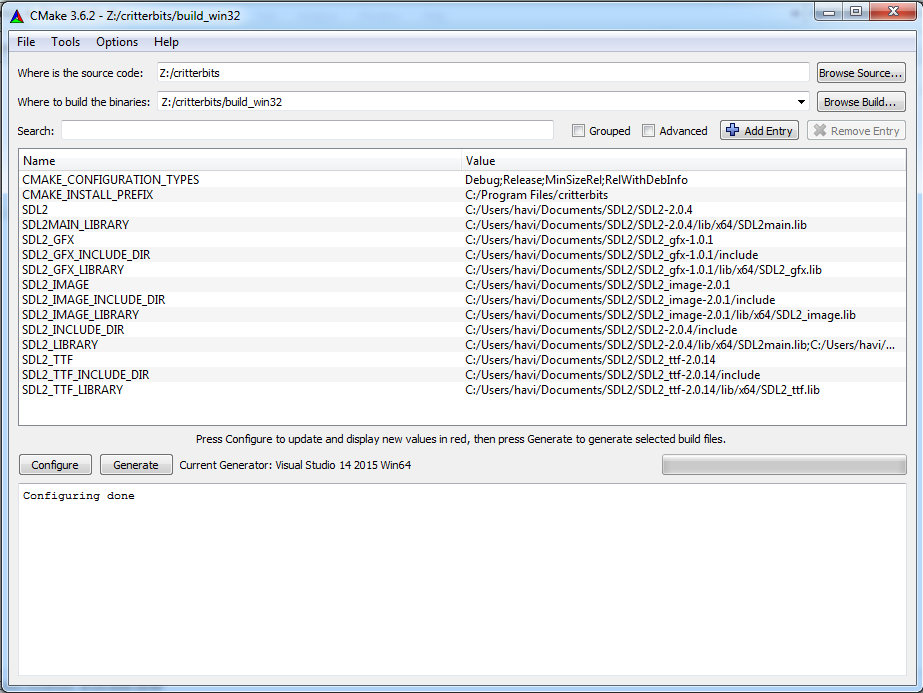 CMake 3.6.2 - Z:/critterbits/build_win32
File Tools Options Help
Where is the source code: Z:/critterbits Browse Source...
Where to build the binaries: Z:/critterbits/build_win32 Browse Build...
Search: Grouped Advanced Add Entry Remove Entry
Name Value
CMAKE_CONFIGURATION_TYPES Debug;Release;MinSizeRel;RelWithDebInfo
CMAKE_INSTALL_PREFIX C:/Program Files/critterbits
SDL2 C:/Users/havi/Documents/SDL2/SDL2-2.0.4
SDL2MAIN_LIBRARY C:/Users/havi/Documents/SDL2/SDL2-2.0.4/lib/x64/SDL2main.lib
SDL2_GFX C:/Users/havi/Documents/SDL2/SDL2_gfx-1.0.1
SDL2_GFX_INCLUDE_DIR C:/Users/havi/Documents/SDL2/SDL2_gfx-1.0.1/include
SDL2_GFX_LIBRARY C:/Users/havi/Documents/SDL2/SDL2_gfx-1.0.1/lib/x64/SDL2_gfx.lib
SDL2_IMAGE C:/Users/havi/Documents/SDL2/SDL2_image-2.0.1
SDL2_IMAGE_INCLUDE_DIR C:/Users/havi/Documents/SDL2/SDL2_image-2.0.1/include
SDL2_IMAGE_LIBRARY C:/Users/havi/Documents/SDL2/SDL2_image-2.0.1/lib/x64/SDL2_image.lib
SDL2_INCLUDE_DIR C:/Users/havi/Documents/SDL2/SDL2-2.0.4/include
SDL2_LIBRARY C:/Users/havi/Documents/SDL2/SDL2-2.0.4/lib/x64/SDL2main.lib;C:/Users/havi/...
SDL2_TTF C:/Users/havi/Documents/SDL2/SDL2_ttf-2.0.14
SDL2_TTF_INCLUDE_DIR C:/Users/havi/Documents/SDL2/SDL2_ttf-2.0.14/include
SDL2_TTF_LIBRARY C:/Users/havi/Documents/SDL2/SDL2_ttf-2.0.14/lib/x64/SDL2_ttf.lib
Press Configure to update and display new values in red, then press Generate to generate selected build files.
Configure Generate Current Generator: Visual Studio 14 2015 Win64
Configuring done